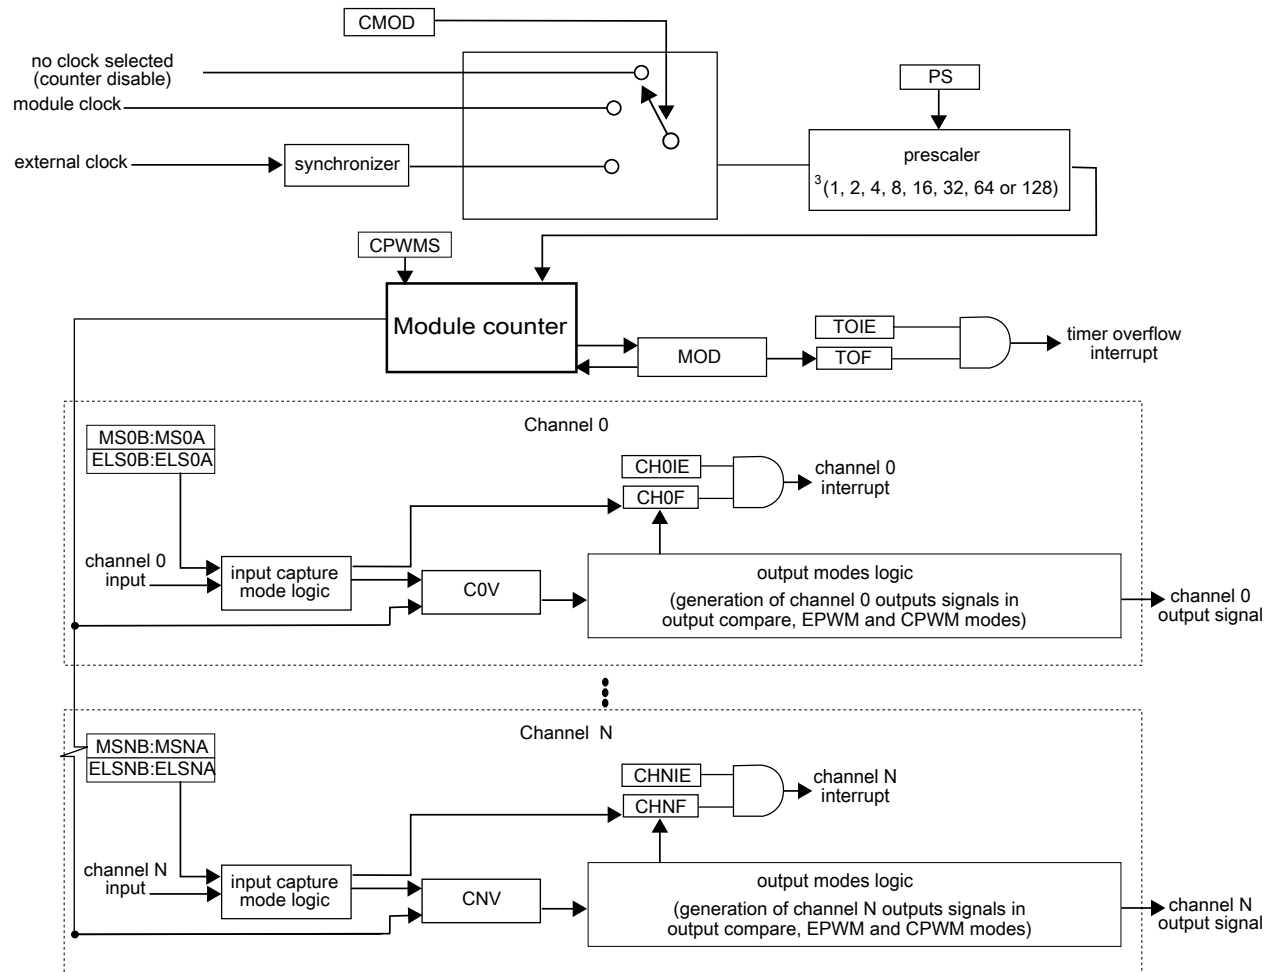 CMOD
no clock selected
(counter disable)
module clock
external clock
synchronizer
PS
prescaler
3 (1, 2, 4, 8, 16, 32, 64 or 128)
CPWMS
Module counter
MOD
TOIE
TOF
timer overflow
interrupt
Channel 0
MS0B:MS0A
ELS0B:ELS0A
CH0IE
CH0F
channel 0
interrupt
channel 0
input
input capture
mode logic
C0V
output modes logic
(generation of channel 0 outputs signals in
output compare, EPWM and CPWM modes)
channel 0
output signal
Channel N
MSNB:MSNA
ELSNB:ELSNA
CHNIE
CHNF
channel N
interrupt
channel N
input
input capture
mode logic
CNV
output modes logic
(generation of channel N outputs signals in
output compare, EPWM and CPWM modes)
channel N
output signal